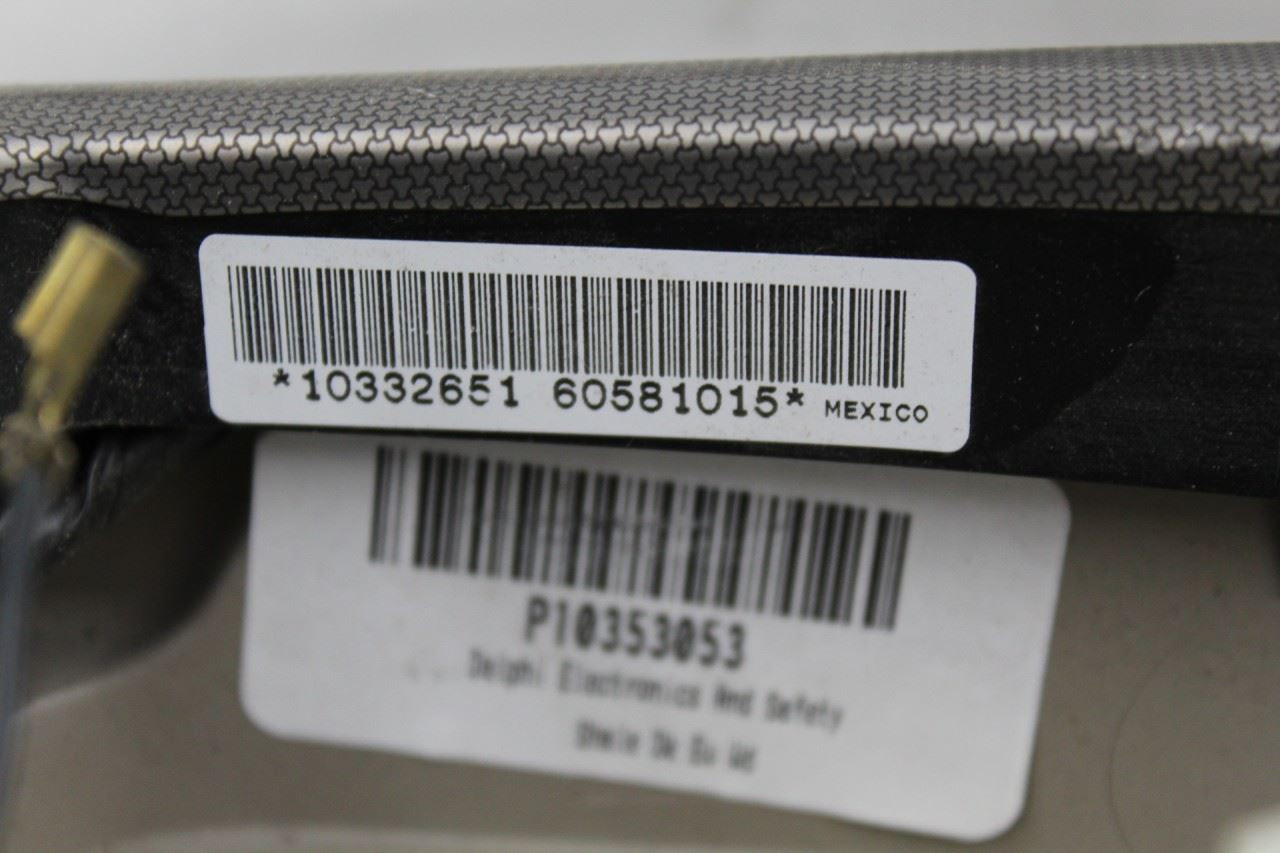 *10332651 60581015* MEXICO
P10353053
Delphi Electronics And Safety